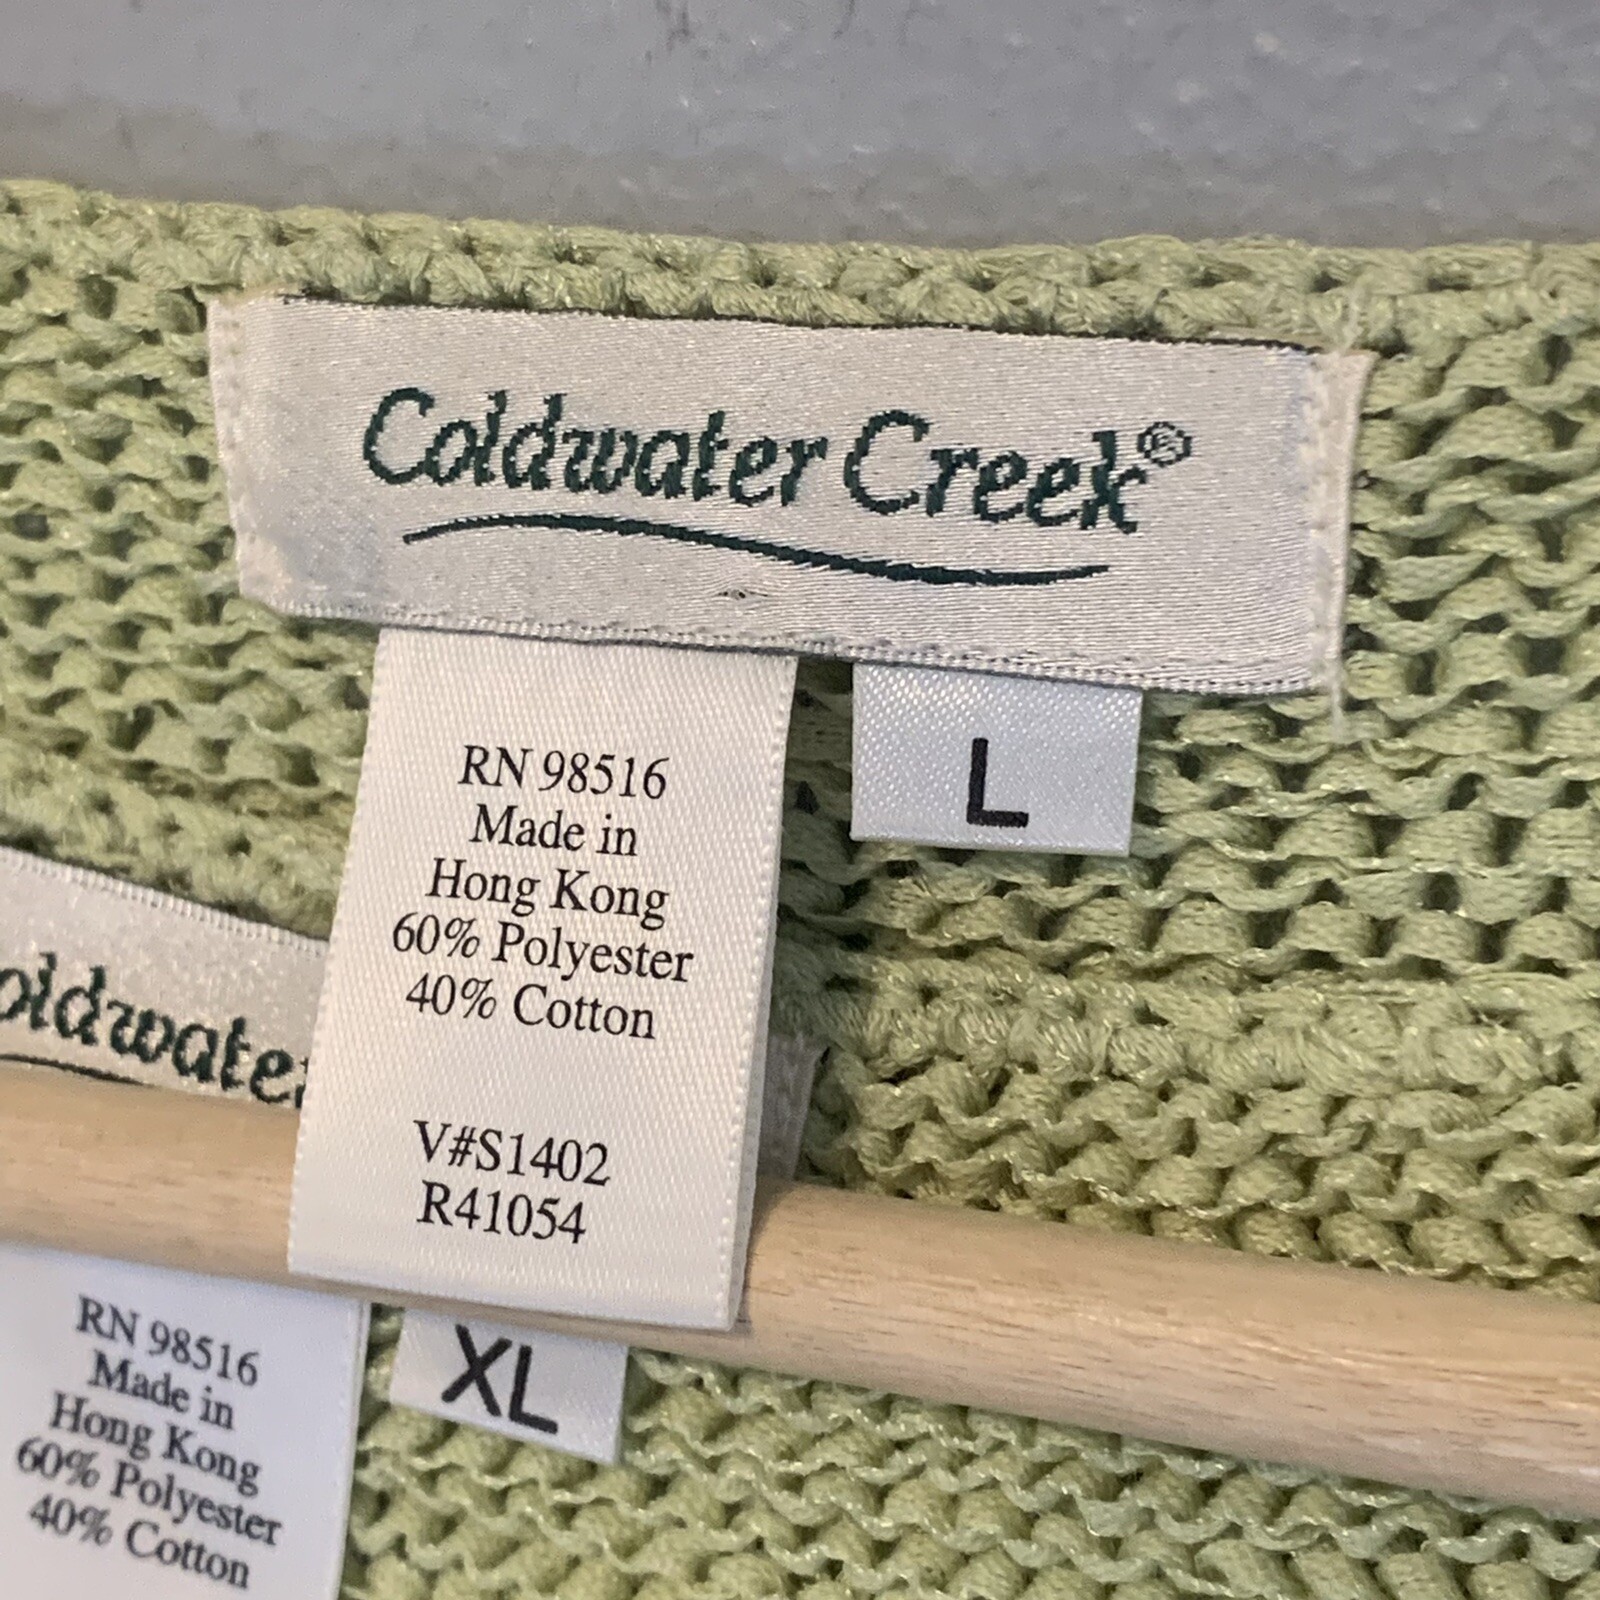 Coldwater Creek®
L
RN 98516
Made in
Hong Kong
60% Polyester
40% Cotton
V#S1402
R41054
oldwater
XL
RN 98516
Made in
Hong Kong
60% Polyester
40% Cotton